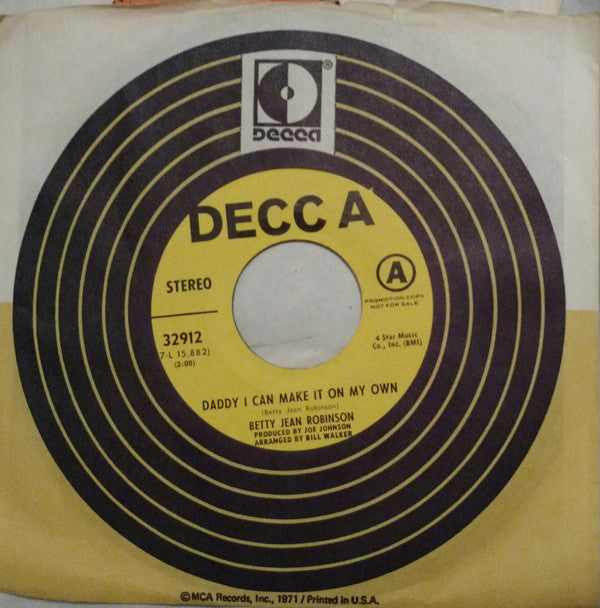 ®
Decca
DECCA
STEREO
A
PROMOTION COPY
NOT FOR SALE
32912
7-L 15,882)
(3:00)
4 Star Music
Co., Inc. (BMI)
DADDY I CAN MAKE IT ON MY OWN
(Betty Jean Robinson)
BETTY JEAN ROBINSON
PRODUCED BY JOE JOHNSON
ARRANGED BY BILL WALKER
©MCA Records, Inc., 1971 / Printed in U.S.A.